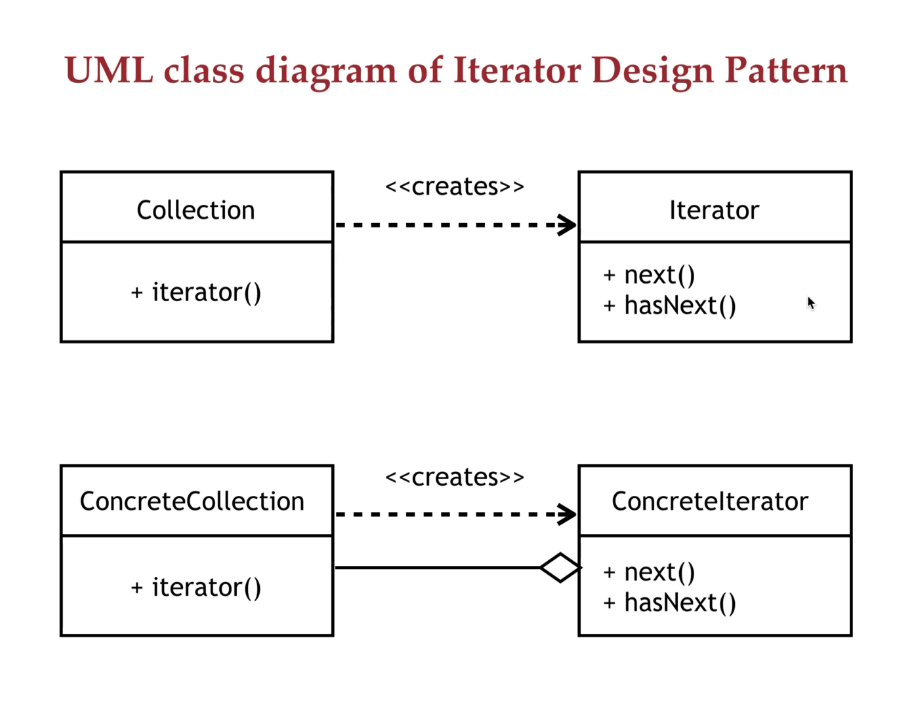 UML class diagram of Iterator Design Pattern
Collection
<<creates>>
Iterator
+ iterator()
+ next()
+ hasNext()
ConcreteCollection
<<creates>>
ConcreteIterator
+ iterator()
+ next()
+ hasNext()